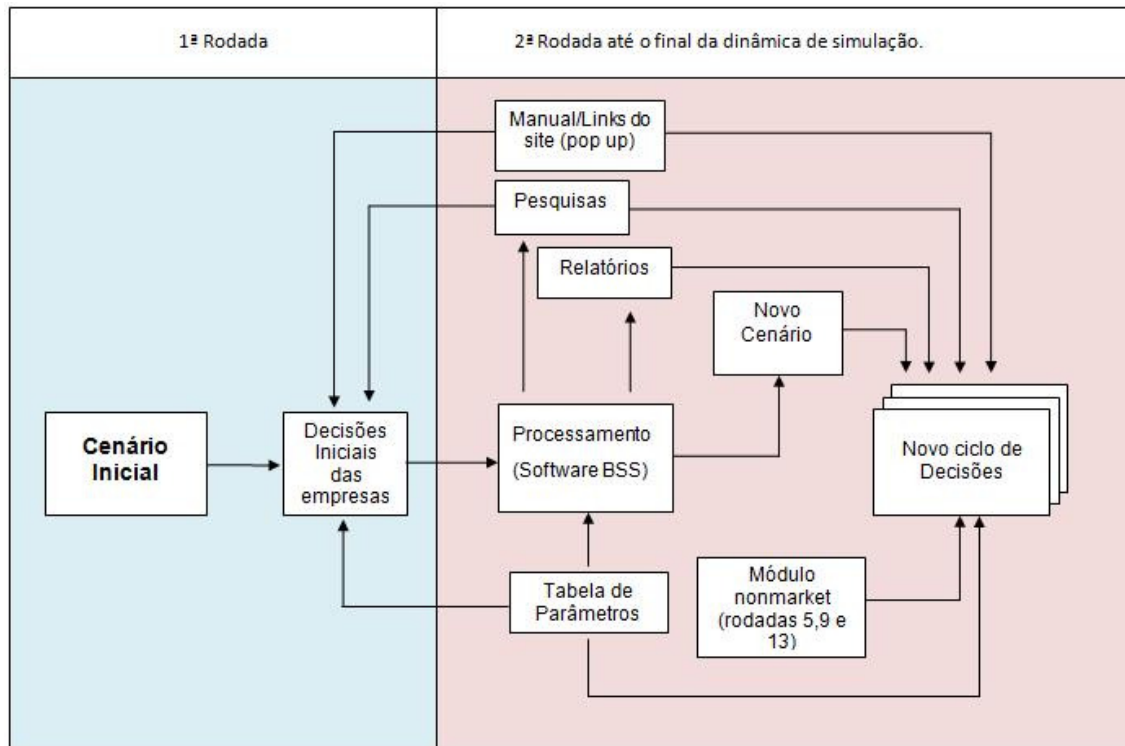 1ª Rodada
2ª Rodada até o final da dinâmica de simulação.
Manual/Links do
site (pop up)
Pesquisas
Relatórios
Novo
Cenário
Cenário
Inicial
Decisões
Iniciais
das
empresas
Processamento
(Software BSS)
Novo ciclo de
Decisões
Tabela de
Parâmetros
Módulo
nonmarket
(rodadas 5,9 e
13)